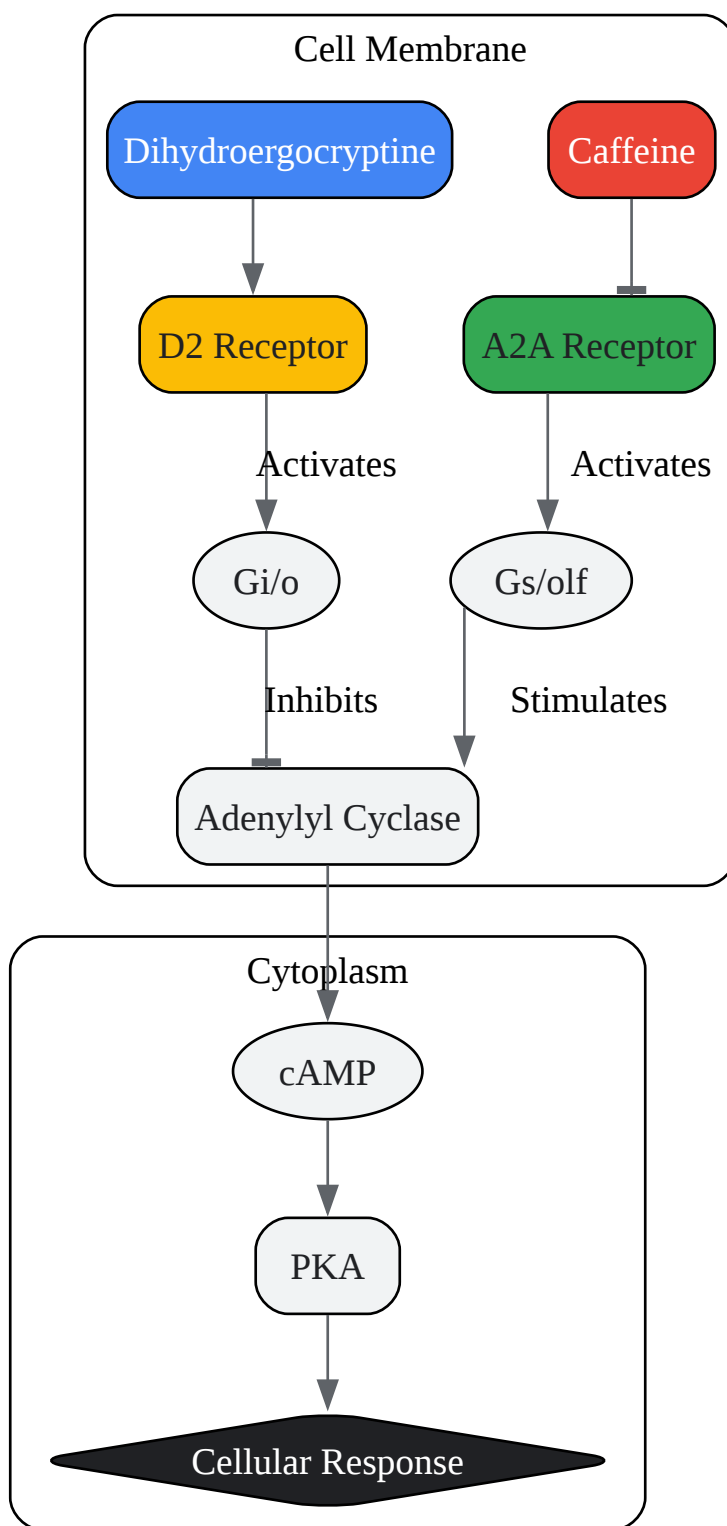 Cell Membrane
Dihydroergocryptine
Caffeine
D2 Receptor
A2A Receptor
Activates
Activates
Gi/o
Gs/olf
Inhibits
Stimulates
Adenylyl Cyclase
Cytoplasm
cAMP
PKA
Cellular Response